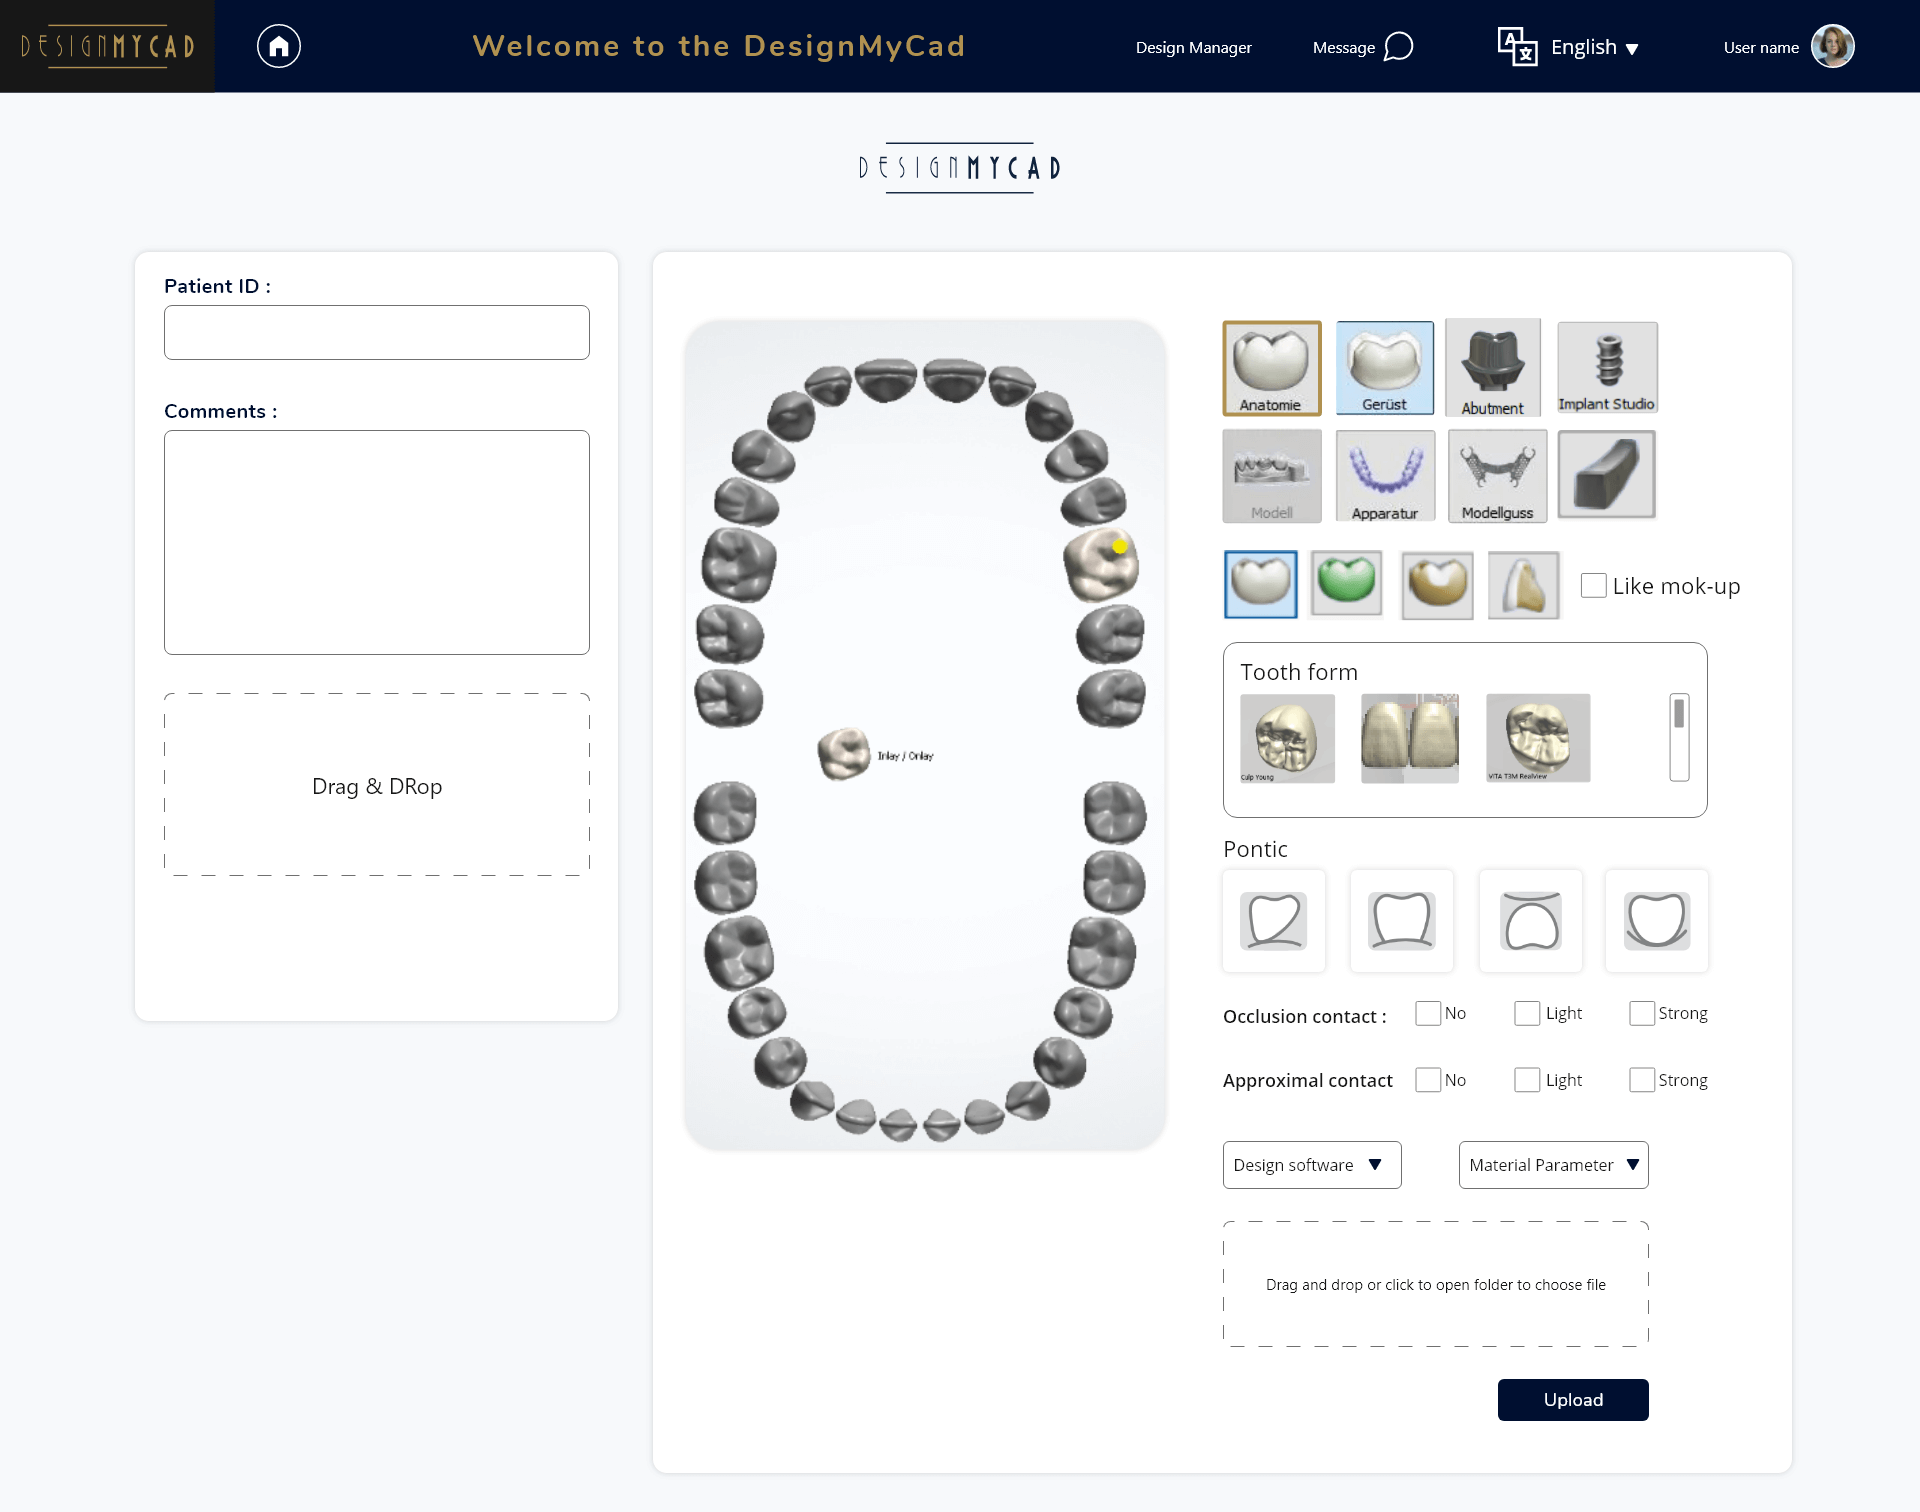 DESIGNMYCAD
Welcome to the DesignMyCad
Design Manager
Message
English
User name
DESIGNMYCAD
Patient ID :
Comments :
Drag & DRop
Inlay / Onlay
Anatomie
Gerüst
Abutment
Implant Studio
Modell
Apparatur
Modellguss
Like mok-up
Tooth form
Culp Young
VITA T3M RealView
Pontic
Occlusion contact :
No
Light
Strong
Approximal contact
No
Light
Strong
Design software
Material Parameter
Drag and drop or click to open folder to choose file
Upload